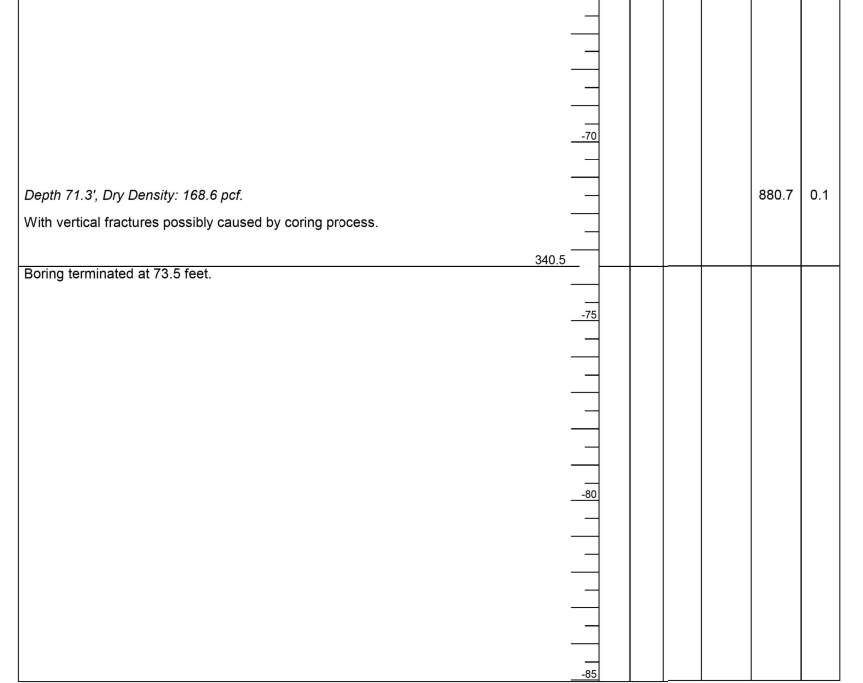 -70
Depth 71.3', Dry Density: 168.6 pcf. 880.7 0.1
With vertical fractures possibly caused by coring process.
340.5
Boring terminated at 73.5 feet.
-75
-80
-85